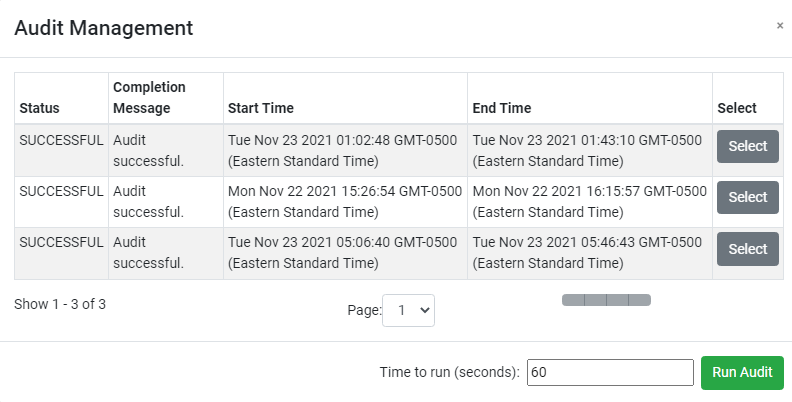 Audit Management
×
Completion
Message
Status
Start Time
End Time
Select
SUCCESSFUL
Audit
successful.
Tue Nov 23 2021 01:02:48 GMT-0500
(Eastern Standard Time)
Tue Nov 23 2021 01:43:10 GMT-0500
(Eastern Standard Time)
Select
SUCCESSFUL
Audit
successful.
Mon Nov 22 2021 15:26:54 GMT-0500
(Eastern Standard Time)
Mon Nov 22 2021 16:15:57 GMT-0500
(Eastern Standard Time)
Select
SUCCESSFUL
Audit
successful.
Tue Nov 23 2021 05:06:40 GMT-0500
(Eastern Standard Time)
Tue Nov 23 2021 05:46:43 GMT-0500
(Eastern Standard Time)
Select
Show 1 - 3 of 3
Page: 1
Time to run (seconds): 60
Run Audit